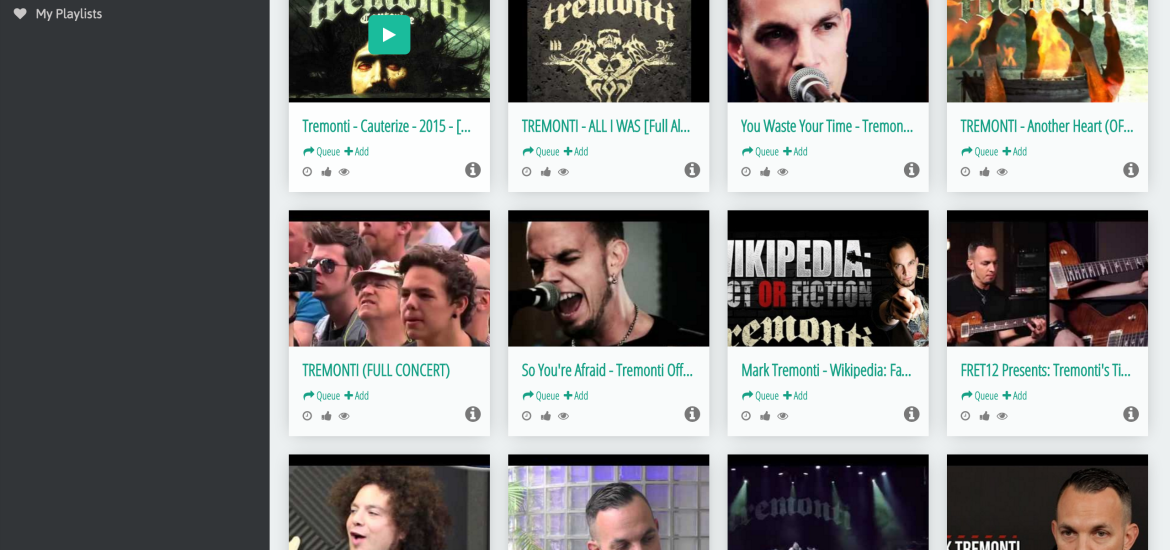 My Playlists
tremonti
Cauterize
tremonti
tremonti
Tremonti - Cauterize - 2015 - [...
TREMONTI - ALL I WAS [Full Al...
You Waste Your Time - Tremon...
TREMONTI - Another Heart (OF...
Queue Add
Queue Add
Queue Add
Queue Add
WIKIPEDIA:
CT OR FICTION
Tremonti
TREMONTI (FULL CONCERT)
So You're Afraid - Tremonti Off...
Mark Tremonti - Wikipedia: Fa...
FRET12 Presents: Tremonti's Ti...
Queue Add
Queue Add
Queue Add
Queue Add
tremonti
K TREMONTI